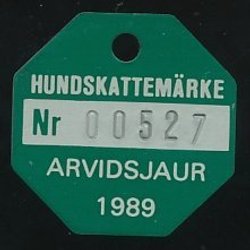 HUNDSKATTEMÄRKE
Nr 00527
ARVIDSJAUR
1989